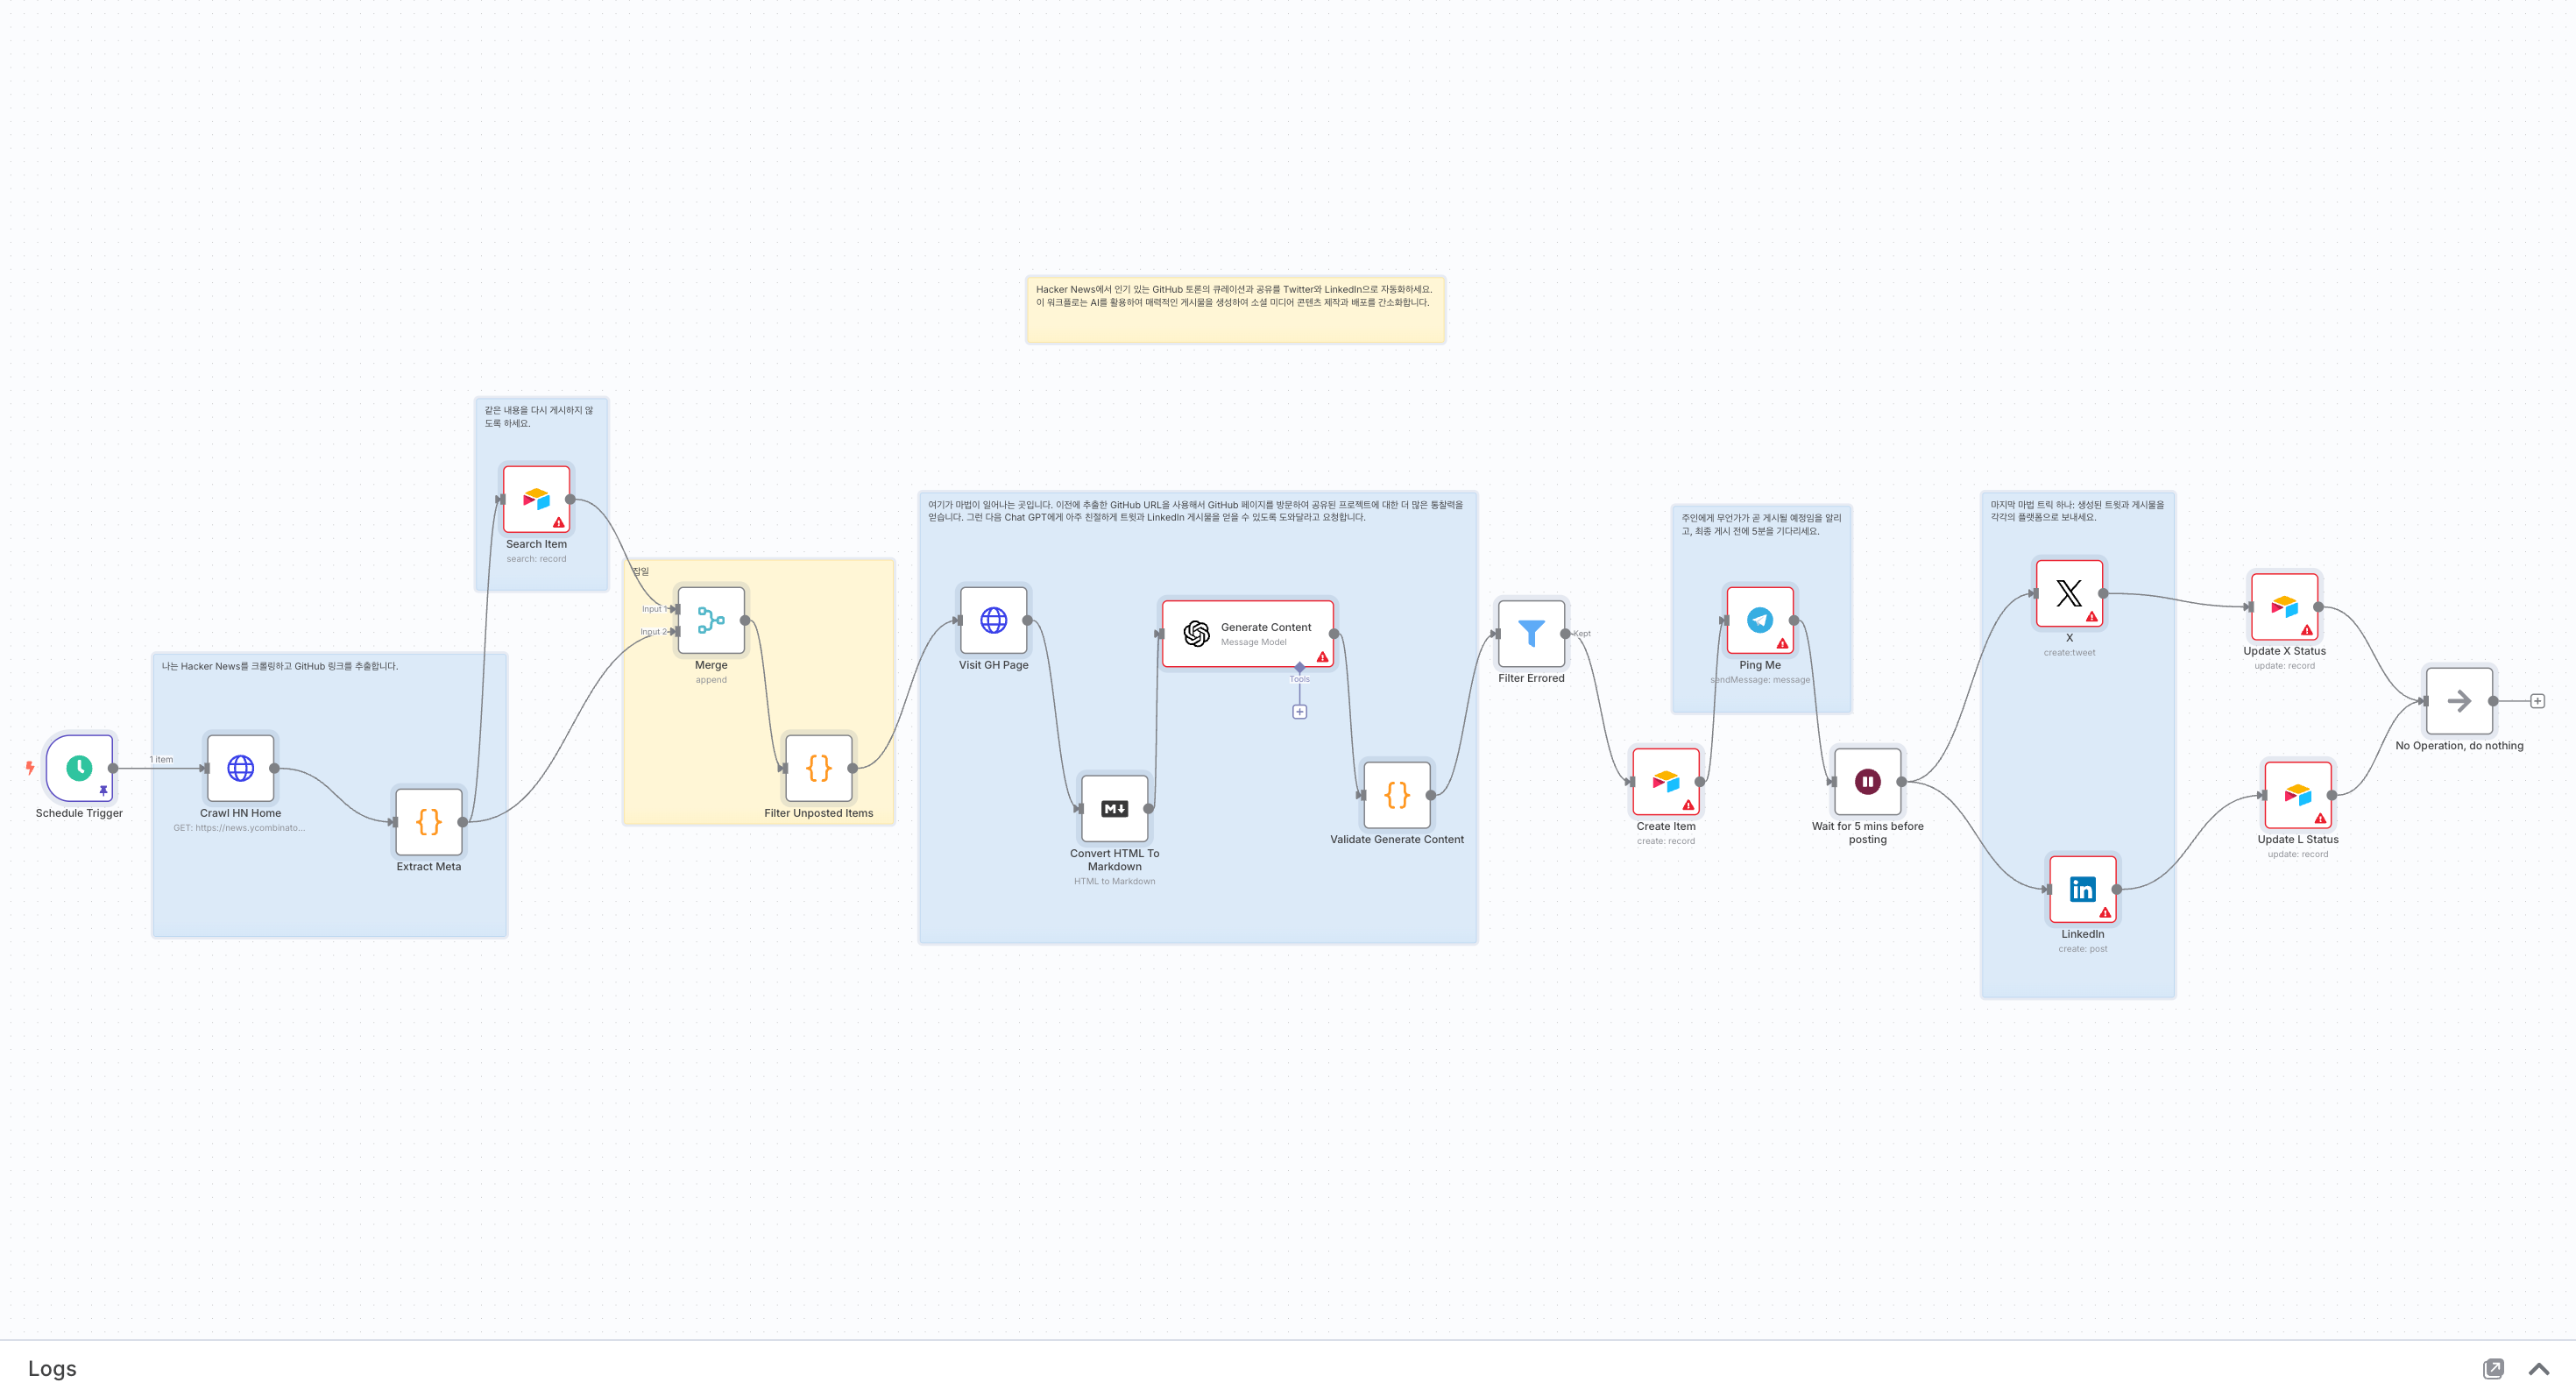 Hacker News에서 인기 있는 GitHub 토론의 큐레이션과 공유를 Twitter와 LinkedIn으로 자동화하세요.
이 워크플로는 AI를 활용하여 매력적인 게시물을 생성하여 소셜 미디어 콘텐츠 제작과 배포를 간소화합니다.
같은 내용을 다시 게시하지 않
도록 하세요.
Search Item
search: record
나는 Hacker News를 크롤링하고 GitHub 링크를 추출합니다.
Schedule Trigger
1 item
Crawl HN Home
GET: https://news.ycombinato...
Extract Meta
잡일
Input 1
Input 2
Merge
append
Filter Unposted Items
여기가 마법이 일어나는 곳입니다. 이전에 추출한 GitHub URL을 사용해서 GitHub 페이지를 방문하여 공유된 프로젝트에 대한 더 많은 통찰력을
얻습니다. 그런 다음 Chat GPT에게 아주 친절하게 트윗과 LinkedIn 게시물을 얻을 수 있도록 도와달라고 요청합니다.
Visit GH Page
Convert HTML To
Markdown
HTML to Markdown
Generate Content
Message Model
Tools
Validate Generate Content
Filter Errored
Kept
Create Item
create: record
주인에게 무언가가 곧 게시될 예정임을 알리
고, 최종 게시 전에 5분을 기다리세요.
Ping Me
sendMessage: message
Wait for 5 mins before
posting
마지막 마법 트릭 하나: 생성된 트윗과 게시물을
각각의 플랫폼으로 보내세요.
X
create:tweet
LinkedIn
create: post
Update X Status
update: record
Update L Status
update: record
No Operation, do nothing
Logs